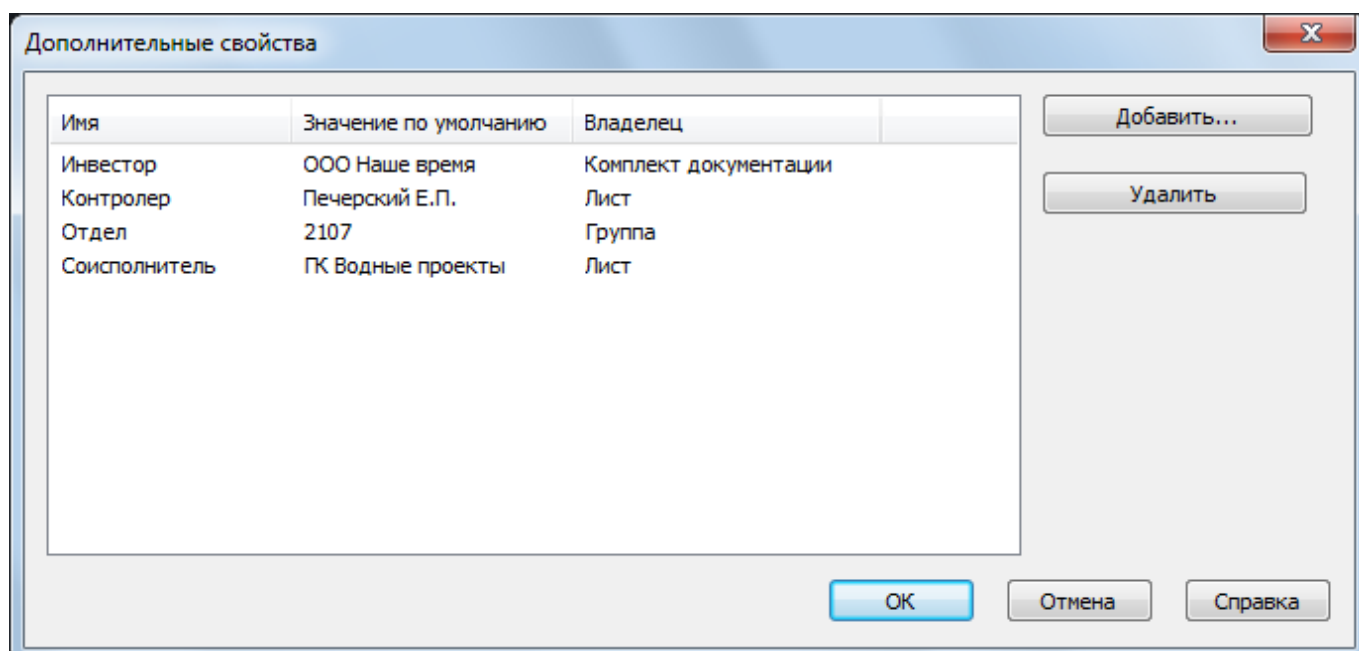 Дополнительные свойства
Имя Значение по умолчанию Владелец
Инвестор ООО Наше время Комплект документации
Контролер Печерский Е.П. Лист
Отдел 2107 Группа
Соисполнитель ГК Водные проекты Лист
Добавить...
Удалить
ОК Отмена Справка